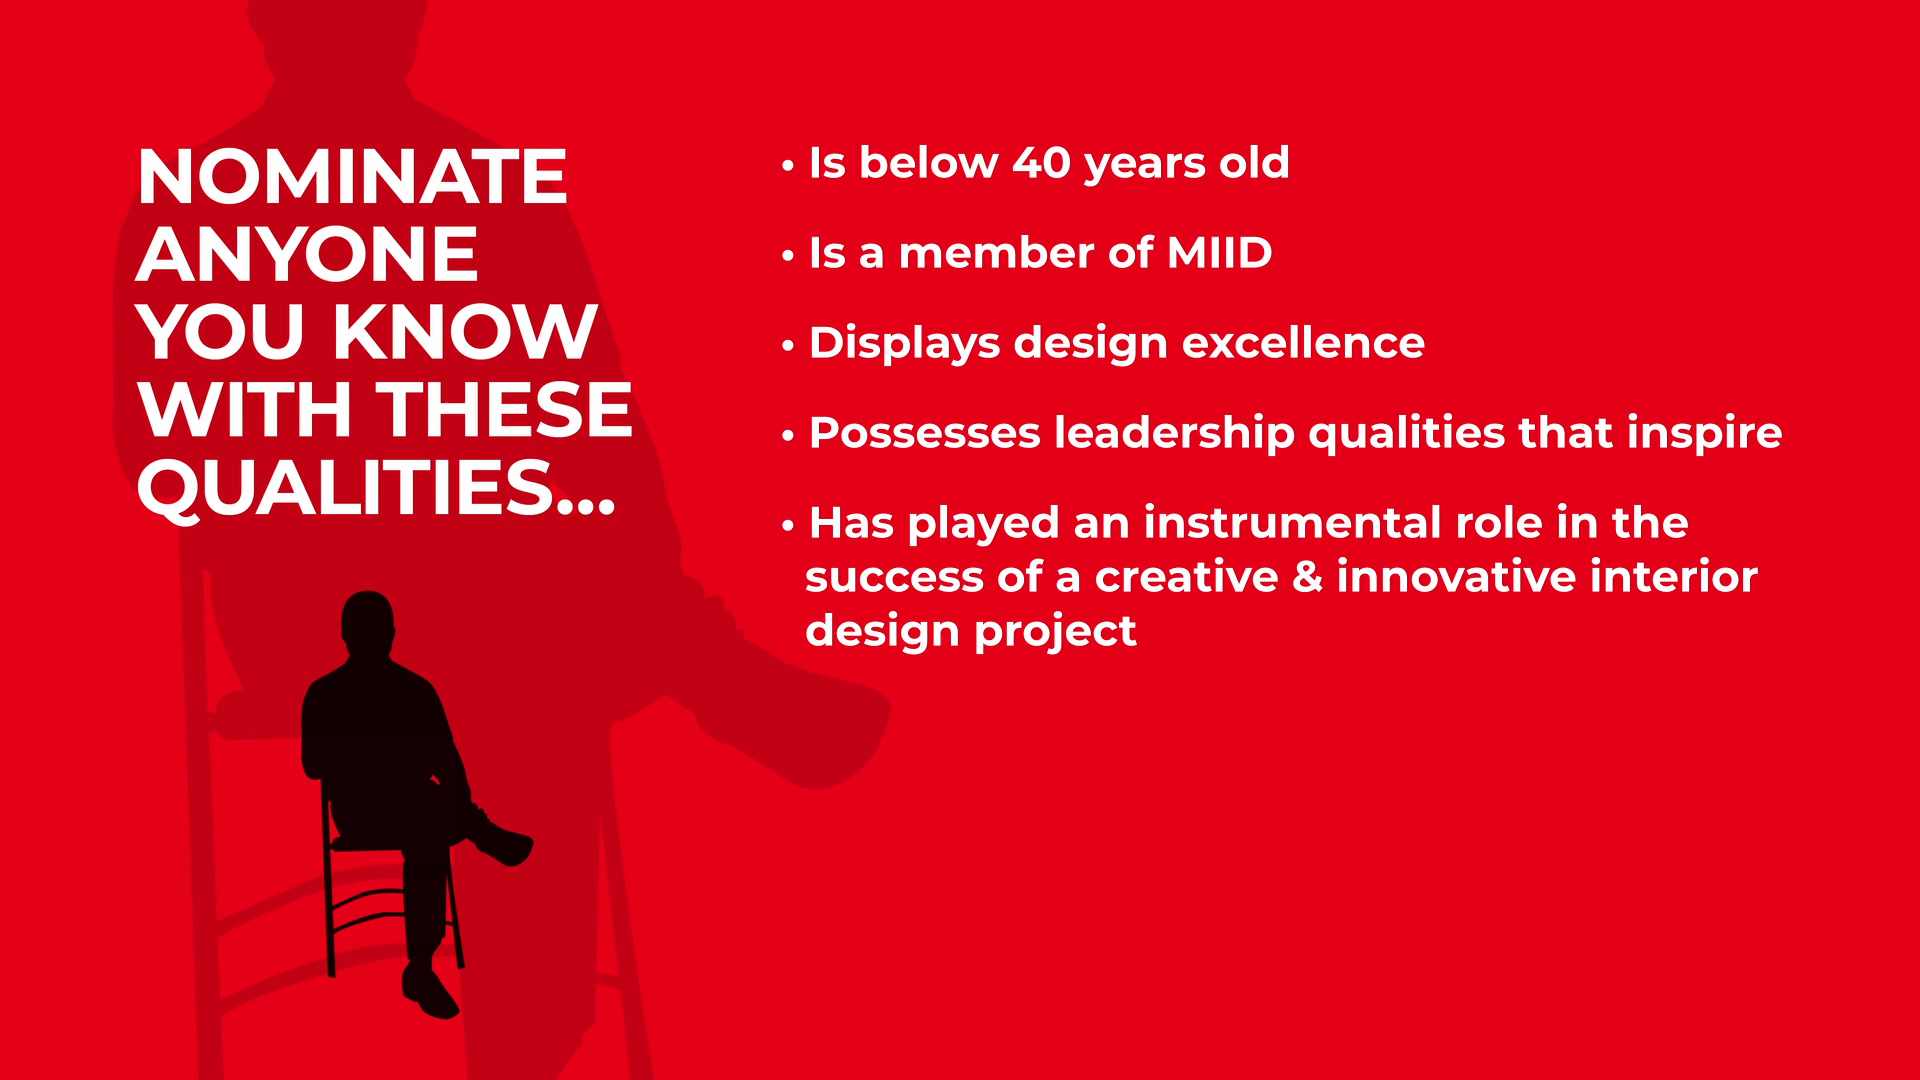 NOMINATE
ANYONE
YOU KNOW
WITH THESE
QUALITIES...
• Is below 40 years old
• Is a member of MIID
• Displays design excellence
• Possesses leadership qualities that inspire
• Has played an instrumental role in the
success of a creative & innovative interior
design project